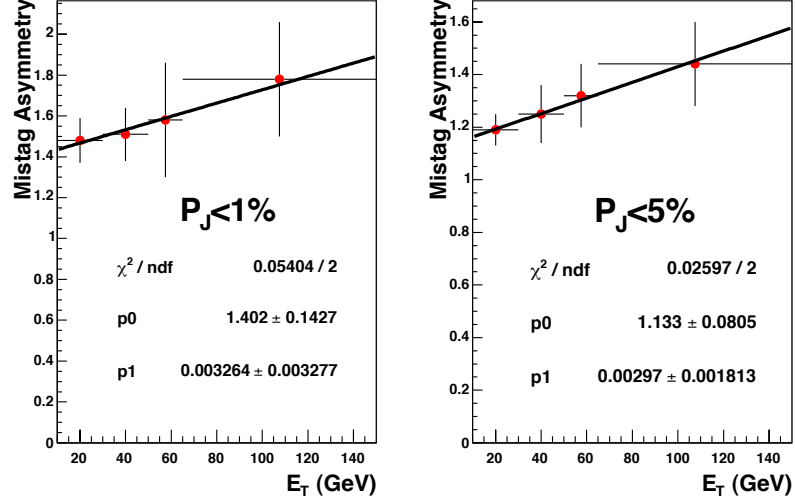 Mistag Asymmetry
2
1.8
1.6
1.4
1.2
1
0.8
0.6
0.4
0.2
0
P_J<1%
χ² / ndf 0.05404 / 2
p0 1.402 ± 0.1427
p1 0.003264 ± 0.003277
20 40 60 80 100 120 140
E_T (GeV)
Mistag Asymmetry
1.6
1.4
1.2
1
0.8
0.6
0.4
0.2
0
P_J<5%
χ² / ndf 0.02597 / 2
p0 1.133 ± 0.0805
p1 0.00297 ± 0.001813
20 40 60 80 100 120 140
E_T (GeV)